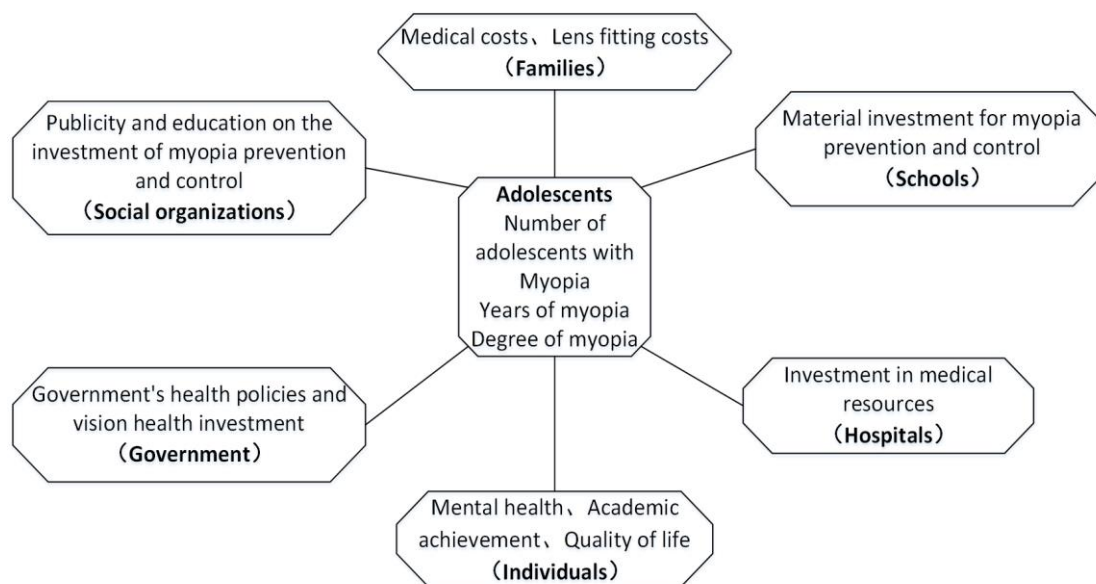 Medical costs、Lens fitting costs
（Families）
Publicity and education on the
investment of myopia prevention
and control
（Social organizations）
Material investment for myopia
prevention and control
（Schools）
Adolescents
Number of
adolescents with
Myopia
Years of myopia
Degree of myopia
Government's health policies and
vision health investment
（Government）
Investment in medical
resources
（Hospitals）
Mental health、Academic
achievement、Quality of life
（Individuals）